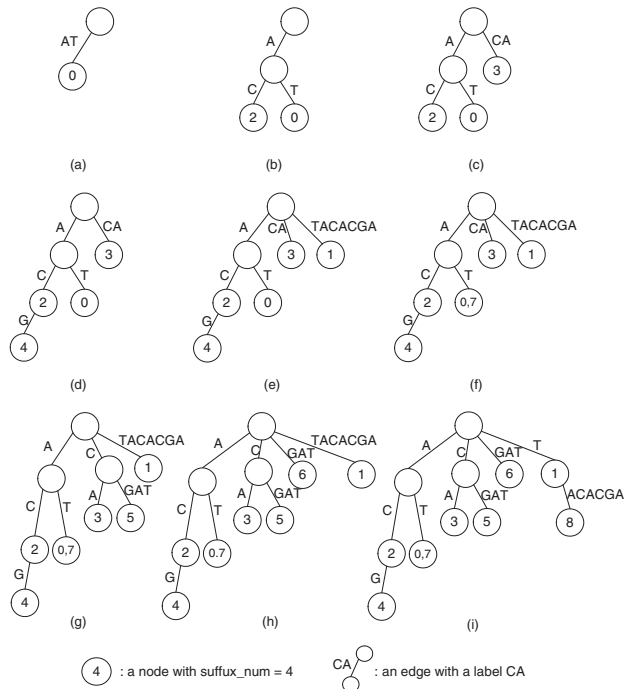 AT
0
(a)
A
C T
2 0
(b)
A CA
3
C T
2 0
(c)
A CA
3
C T
2 0
G
4
(d)
TACACGA
A CA
3 1
C T
2 0
G
4
(e)
TACACGA
A CA
3 1
C T
2 0,7
G
4
(f)
TACACGA
A C
1
GAT
A
C T 3 5
2 0,7
G
4
(g)
TACACGA
A C GAT
6 1
A GAT
C T 3 5
2 0.7
G
4
(h)
A C GAT T
6 1
A GAT ACACGA
C T 3 5 8
2 0,7
G
4
(i)
4 : a node with suffux_num = 4
CA : an edge with a label CA